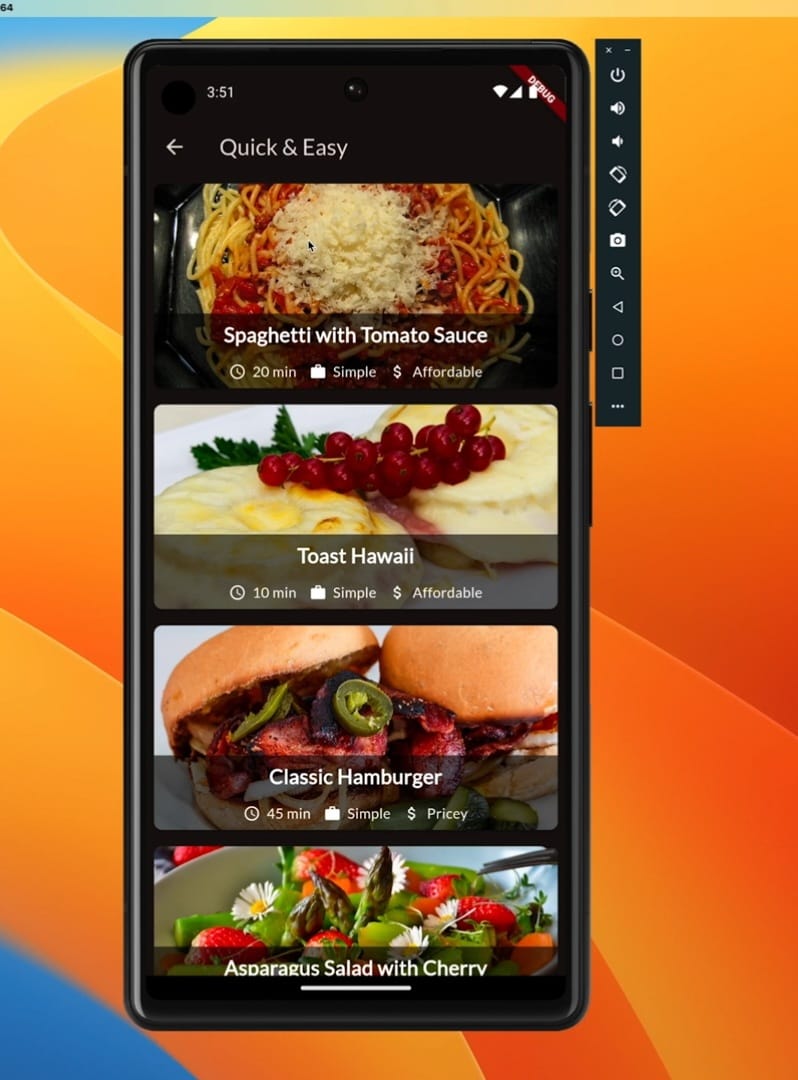 64
3:51
DEBUG
Quick & Easy
Spaghetti with Tomato Sauce
20 min Simple $ Affordable
Toast Hawaii
10 min Simple $ Affordable
Classic Hamburger
45 min Simple $ Pricey
Asparagus Salad with Cherry